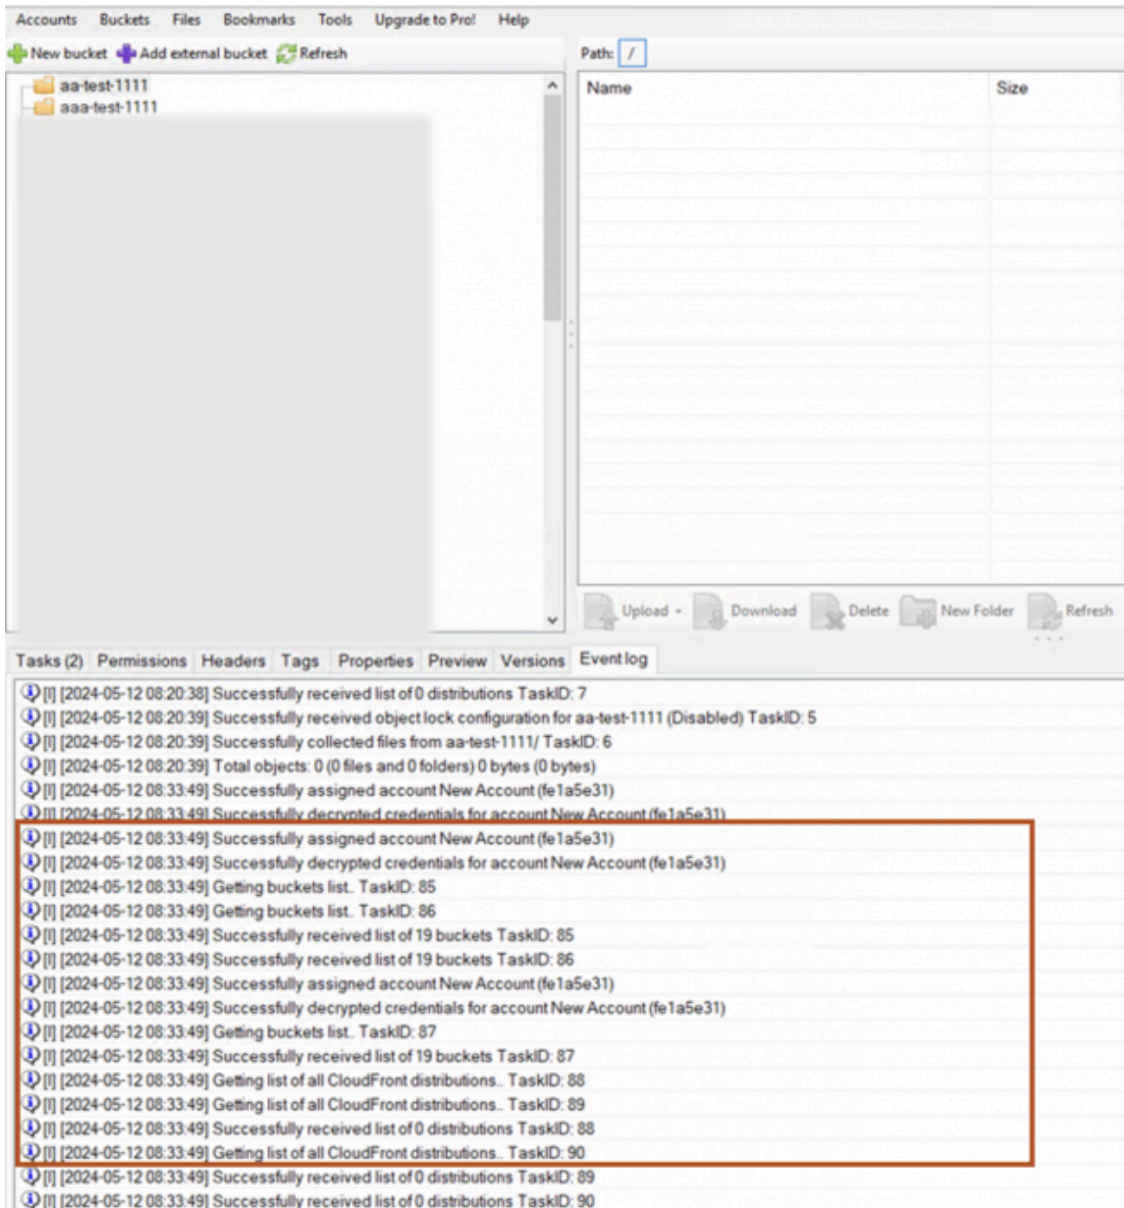 Accounts Buckets Files Bookmarks Tools Upgrade to Pro! Help
New bucket Add external bucket Refresh
Path: /
aa-test-1111
aaa-test-1111
Name Size
Upload Download Delete New Folder Refresh
Tasks (2) Permissions Headers Tags Properties Preview Versions Event log
[I] [2024-05-12 08:20:38] Successfully received list of 0 distributions TaskID: 7
[I] [2024-05-12 08:20:39] Successfully received object lock configuration for aa-test-1111 (Disabled) TaskID: 5
[I] [2024-05-12 08:20:39] Successfully collected files from aa-test-1111/ TaskID: 6
[I] [2024-05-12 08:20:39] Total objects: 0 (0 files and 0 folders) 0 bytes (0 bytes)
[I] [2024-05-12 08:33:49] Successfully assigned account New Account (fe1a5e31)
[I] [2024-05-12 08:33:49] Successfully decrypted credentials for account New Account (fe1a5e31)
[I] [2024-05-12 08:33:49] Successfully assigned account New Account (fe1a5e31)
[I] [2024-05-12 08:33:49] Successfully decrypted credentials for account New Account (fe1a5e31)
[I] [2024-05-12 08:33:49] Getting buckets list.. TaskID: 85
[I] [2024-05-12 08:33:49] Getting buckets list.. TaskID: 86
[I] [2024-05-12 08:33:49] Successfully received list of 19 buckets TaskID: 85
[I] [2024-05-12 08:33:49] Successfully received list of 19 buckets TaskID: 86
[I] [2024-05-12 08:33:49] Successfully assigned account New Account (fe1a5e31)
[I] [2024-05-12 08:33:49] Successfully decrypted credentials for account New Account (fe1a5e31)
[I] [2024-05-12 08:33:49] Getting buckets list.. TaskID: 87
[I] [2024-05-12 08:33:49] Successfully received list of 19 buckets TaskID: 87
[I] [2024-05-12 08:33:49] Getting list of all CloudFront distributions.. TaskID: 88
[I] [2024-05-12 08:33:49] Getting list of all CloudFront distributions.. TaskID: 89
[I] [2024-05-12 08:33:49] Successfully received list of 0 distributions TaskID: 88
[I] [2024-05-12 08:33:49] Getting list of all CloudFront distributions.. TaskID: 90
[I] [2024-05-12 08:33:49] Successfully received list of 0 distributions TaskID: 89
[I] [2024-05-12 08:33:49] Successfully received list of 0 distributions TaskID: 90